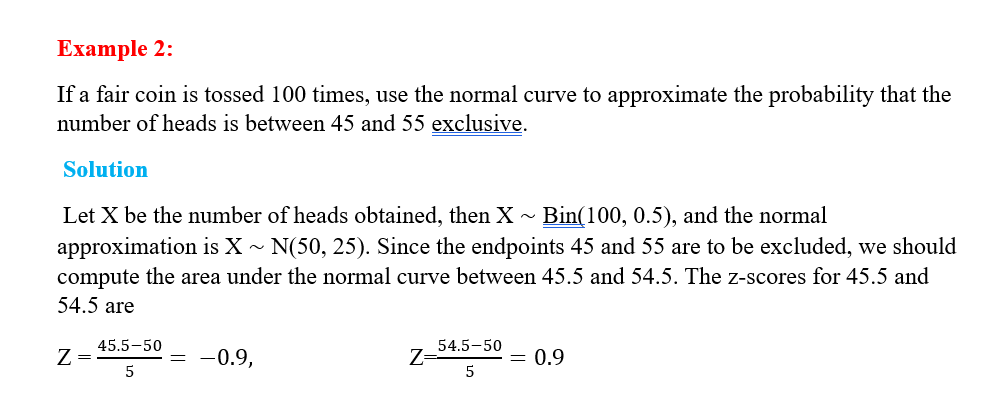 Example 2:
If a fair coin is tossed 100 times, use the normal curve to approximate the probability that the
number of heads is between 45 and 55 exclusive.
Solution
Let X be the number of heads obtained, then X ~ Bin(100, 0.5), and the normal
approximation is X ~ N(50, 25). Since the endpoints 45 and 55 are to be excluded, we should
compute the area under the normal curve between 45.5 and 54.5. The z-scores for 45.5 and
54.5 are
Z = (45.5−50)/5 = −0.9, Z=(54.5−50)/5 = 0.9